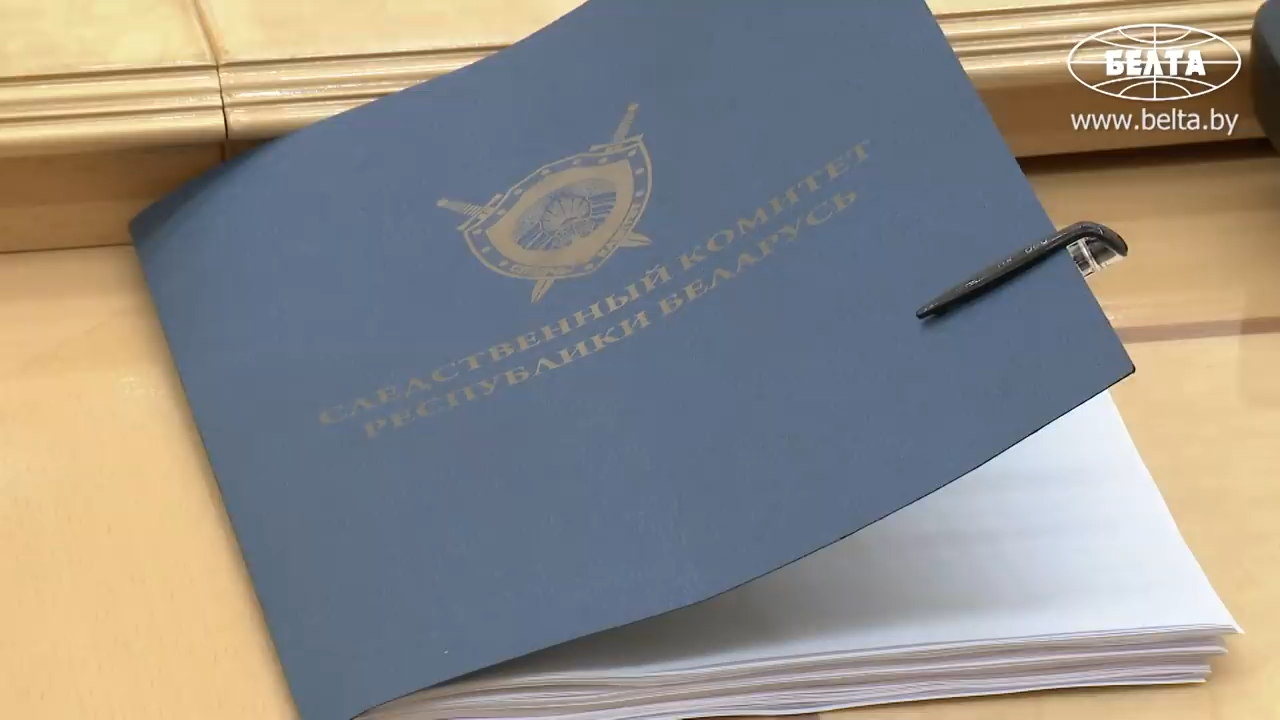 БЕЛТА
www.belta.by
СЛЕДСТВЕННЫЙ КОМИТЕТ
РЕСПУБЛИКИ БЕЛАРУСЬ